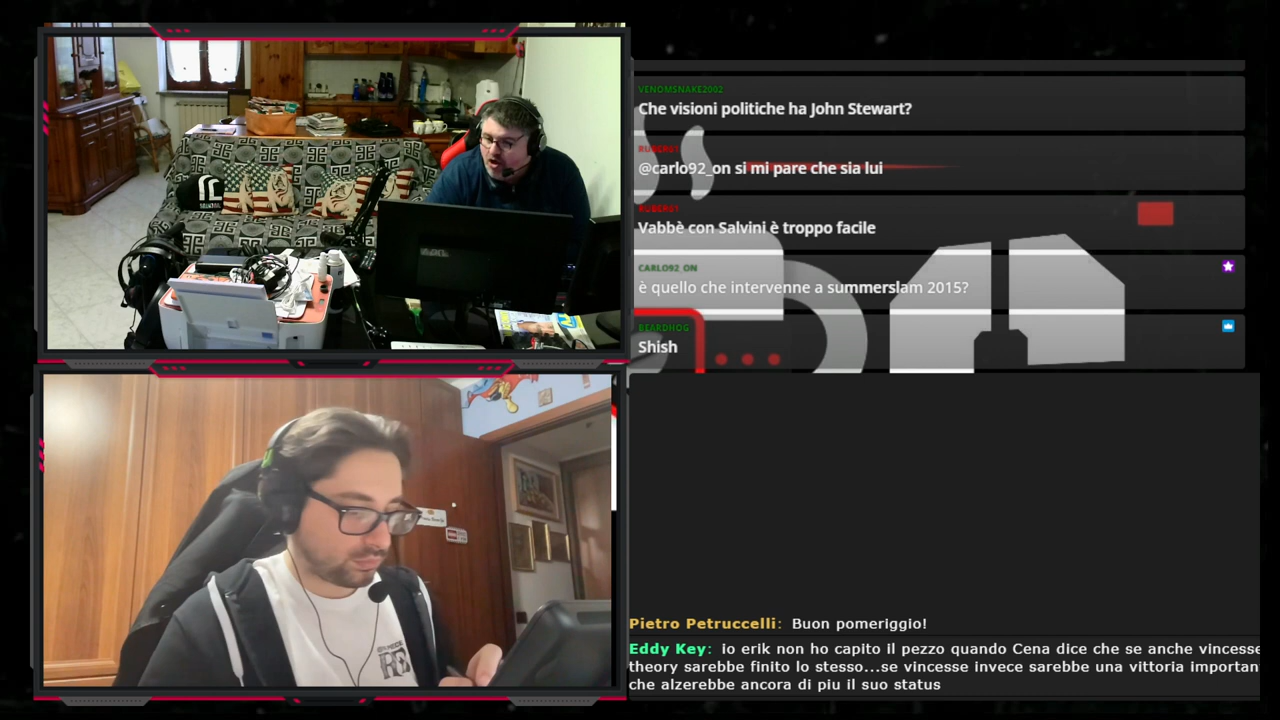 VENOMSNAKE2002
Che visioni politiche ha John Stewart?
RUBER61
@carlo92_on si mi pare che sia lui
RUBER61
Vabbè con Salvini è troppo facile
CARLO92_ON
è quello che intervenne a summerslam 2015?
BEARDHOG
Shish
Pietro Petruccelli: Buon pomeriggio!
Eddy Key: io erik non ho capito il pezzo quando Cena dice che se anche vincesse
theory sarebbe finito lo stesso...se vincesse invece sarebbe una vittoria importan
che alzerebbe ancora di piu il suo status